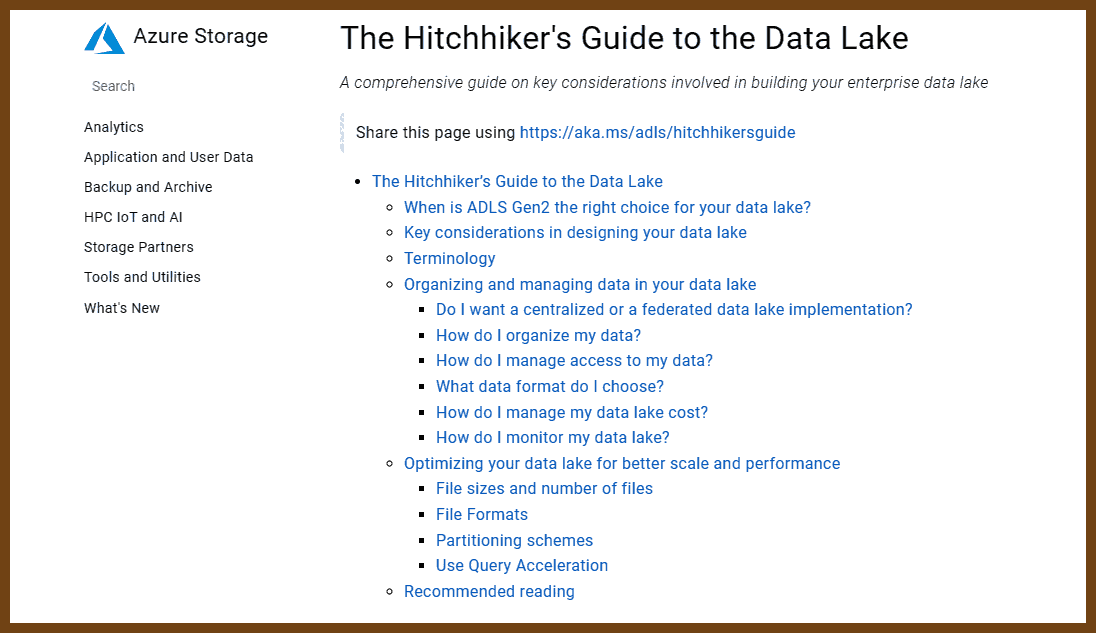 Azure Storage
Search
Analytics
Application and User Data
Backup and Archive
HPC IoT and AI
Storage Partners
Tools and Utilities
What's New
The Hitchhiker's Guide to the Data Lake
A comprehensive guide on key considerations involved in building your enterprise data lake
Share this page using https://aka.ms/adls/hitchhikersguide
The Hitchhiker's Guide to the Data Lake
When is ADLS Gen2 the right choice for your data lake?
Key considerations in designing your data lake
Terminology
Organizing and managing data in your data lake
Do I want a centralized or a federated data lake implementation?
How do I organize my data?
How do I manage access to my data?
What data format do I choose?
How do I manage my data lake cost?
How do I monitor my data lake?
Optimizing your data lake for better scale and performance
File sizes and number of files
File Formats
Partitioning schemes
Use Query Acceleration
Recommended reading